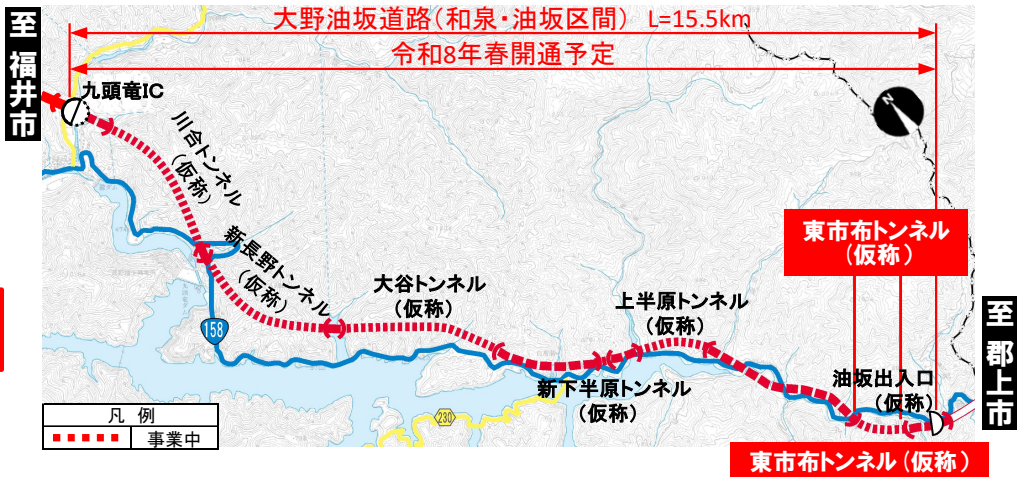 大野油坂道路(和泉・油坂区間) L=15.5km
令和8年春開通予定
至 福井市
九頭竜IC
N
川合トンネル
(仮称)
新長野トンネル
(仮称)
158
大谷トンネル
(仮称)
上半原トンネル
(仮称)
東市布トンネル
(仮称)
至 郡上市
新下半原トンネル
(仮称)
油坂出入口
(仮称)
230
凡 例
事業中
東市布トンネル(仮称)